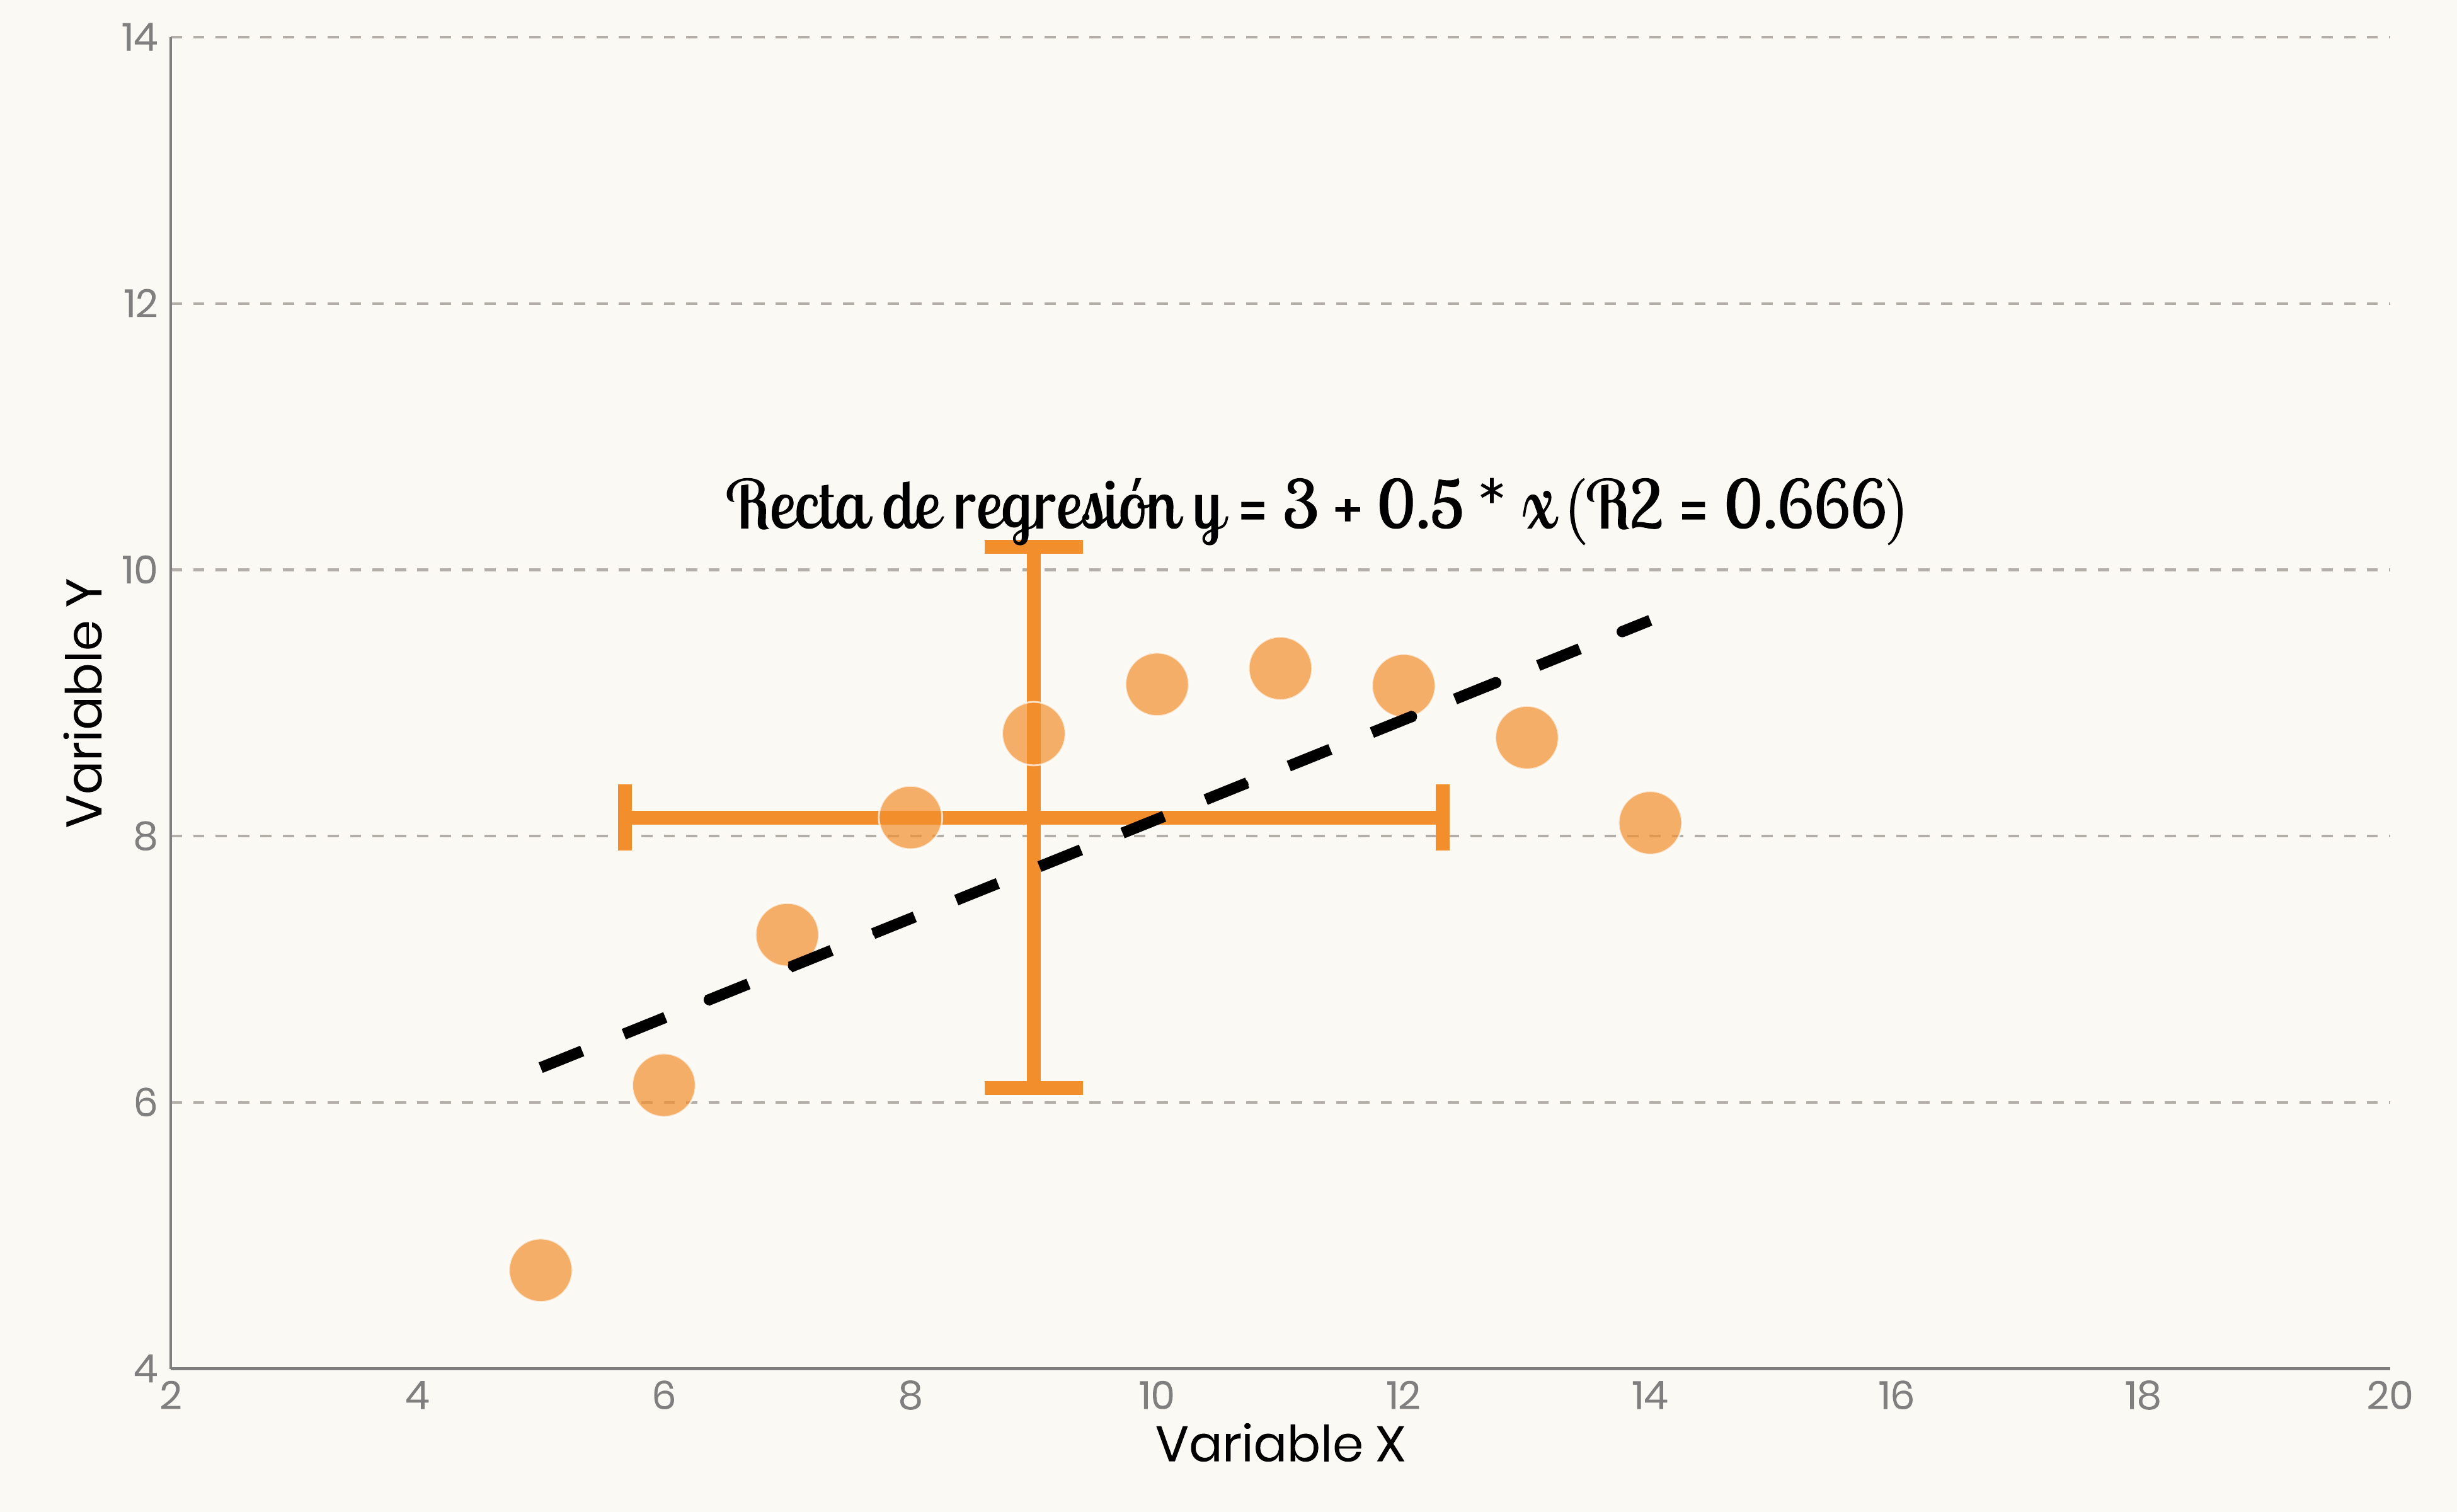 14
12
Recta de regresión y = 3 + 0.5 * x (R2 = 0.666)
10
Variable Y
8
6
4
2 4 6 8 10 12 14 16 18 20
Variable X